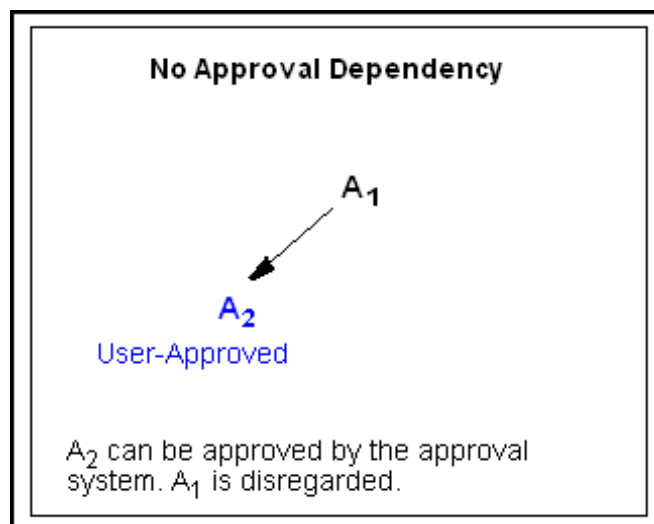 No Approval Dependency
A₁
A₂
User-Approved
A₂ can be approved by the approval
system. A₁ is disregarded.